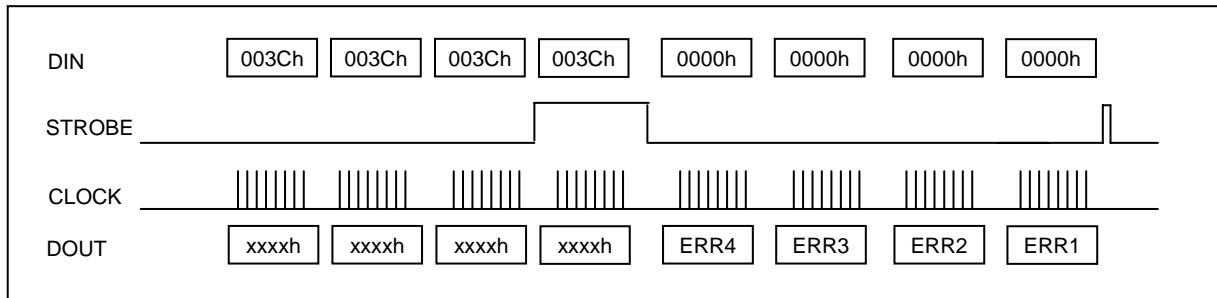 DIN 003Ch 003Ch 003Ch 003Ch 0000h 0000h 0000h 0000h
STROBE
CLOCK
DOUT xxxxh xxxxh xxxxh xxxxh ERR4 ERR3 ERR2 ERR1